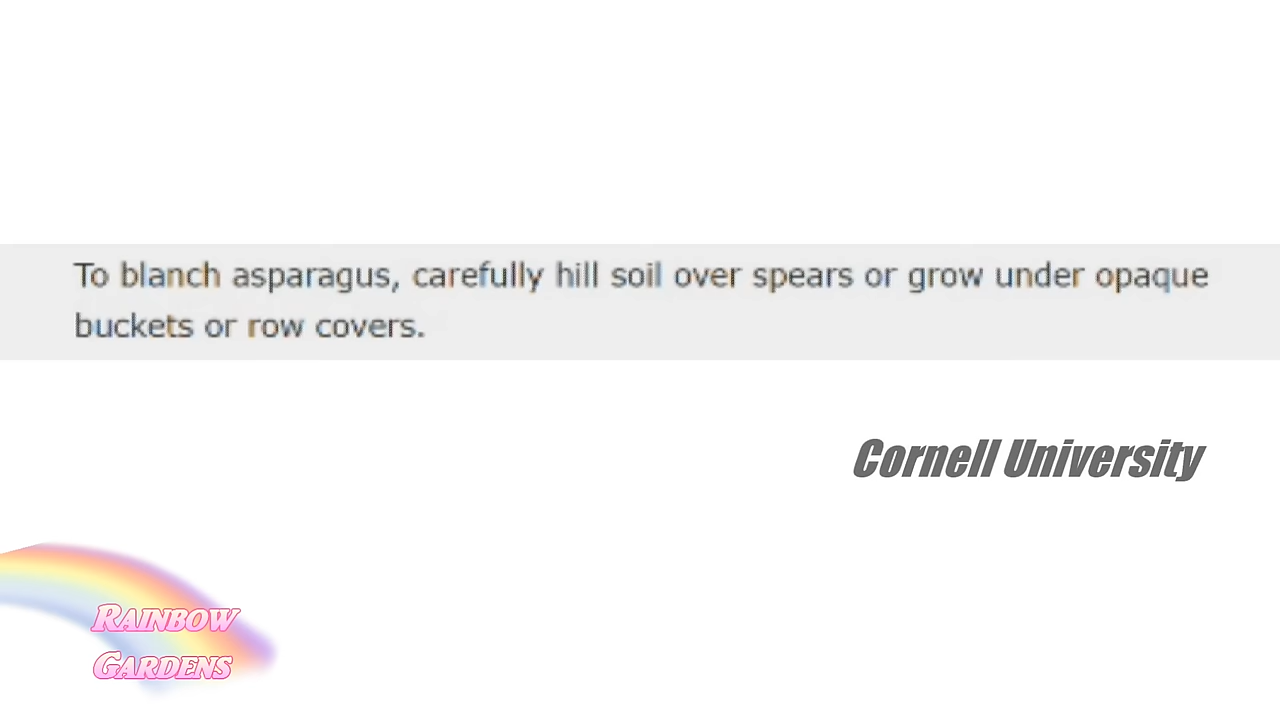 To blanch asparagus, carefully hill soil over spears or grow under opaque
buckets or row covers.
Cornell University
Rainbow
Gardens